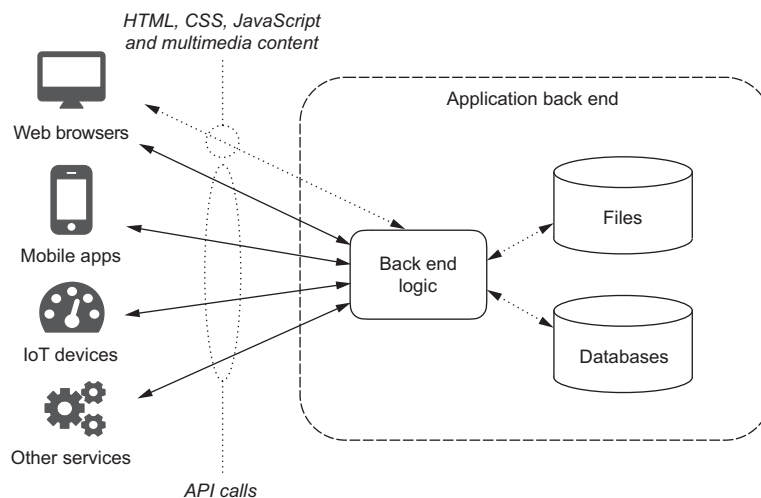 HTML, CSS, JavaScript
and multimedia content
Application back end
Web browsers
Mobile apps
IoT devices
Other services
Back end
logic
Files
Databases
API calls